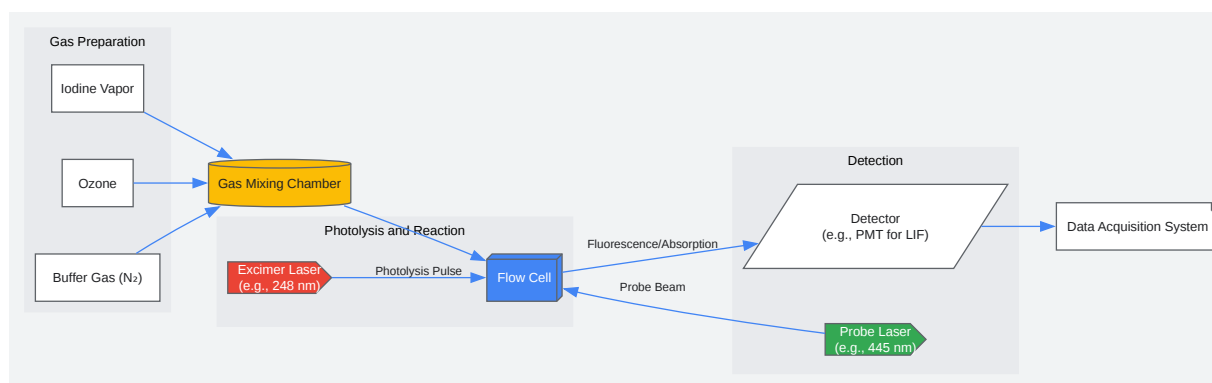 Gas Preparation
Iodine Vapor
Ozone
Buffer Gas (N₂)
Gas Mixing Chamber
Photolysis and Reaction
Excimer Laser
(e.g., 248 nm)
Photolysis Pulse
Flow Cell
Fluorescence/Absorption
Probe Beam
Detection
Detector
(e.g., PMT for LIF)
Probe Laser
(e.g., 445 nm)
Data Acquisition System